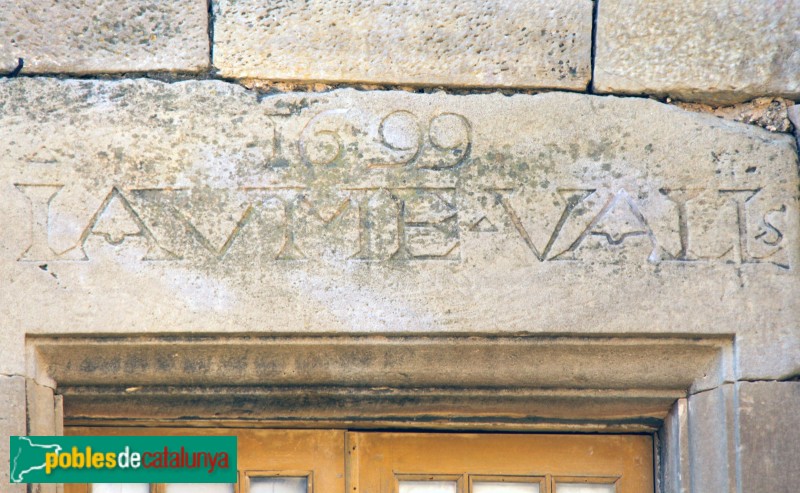 1699
IAVME VALLS
poblesdecatalunya